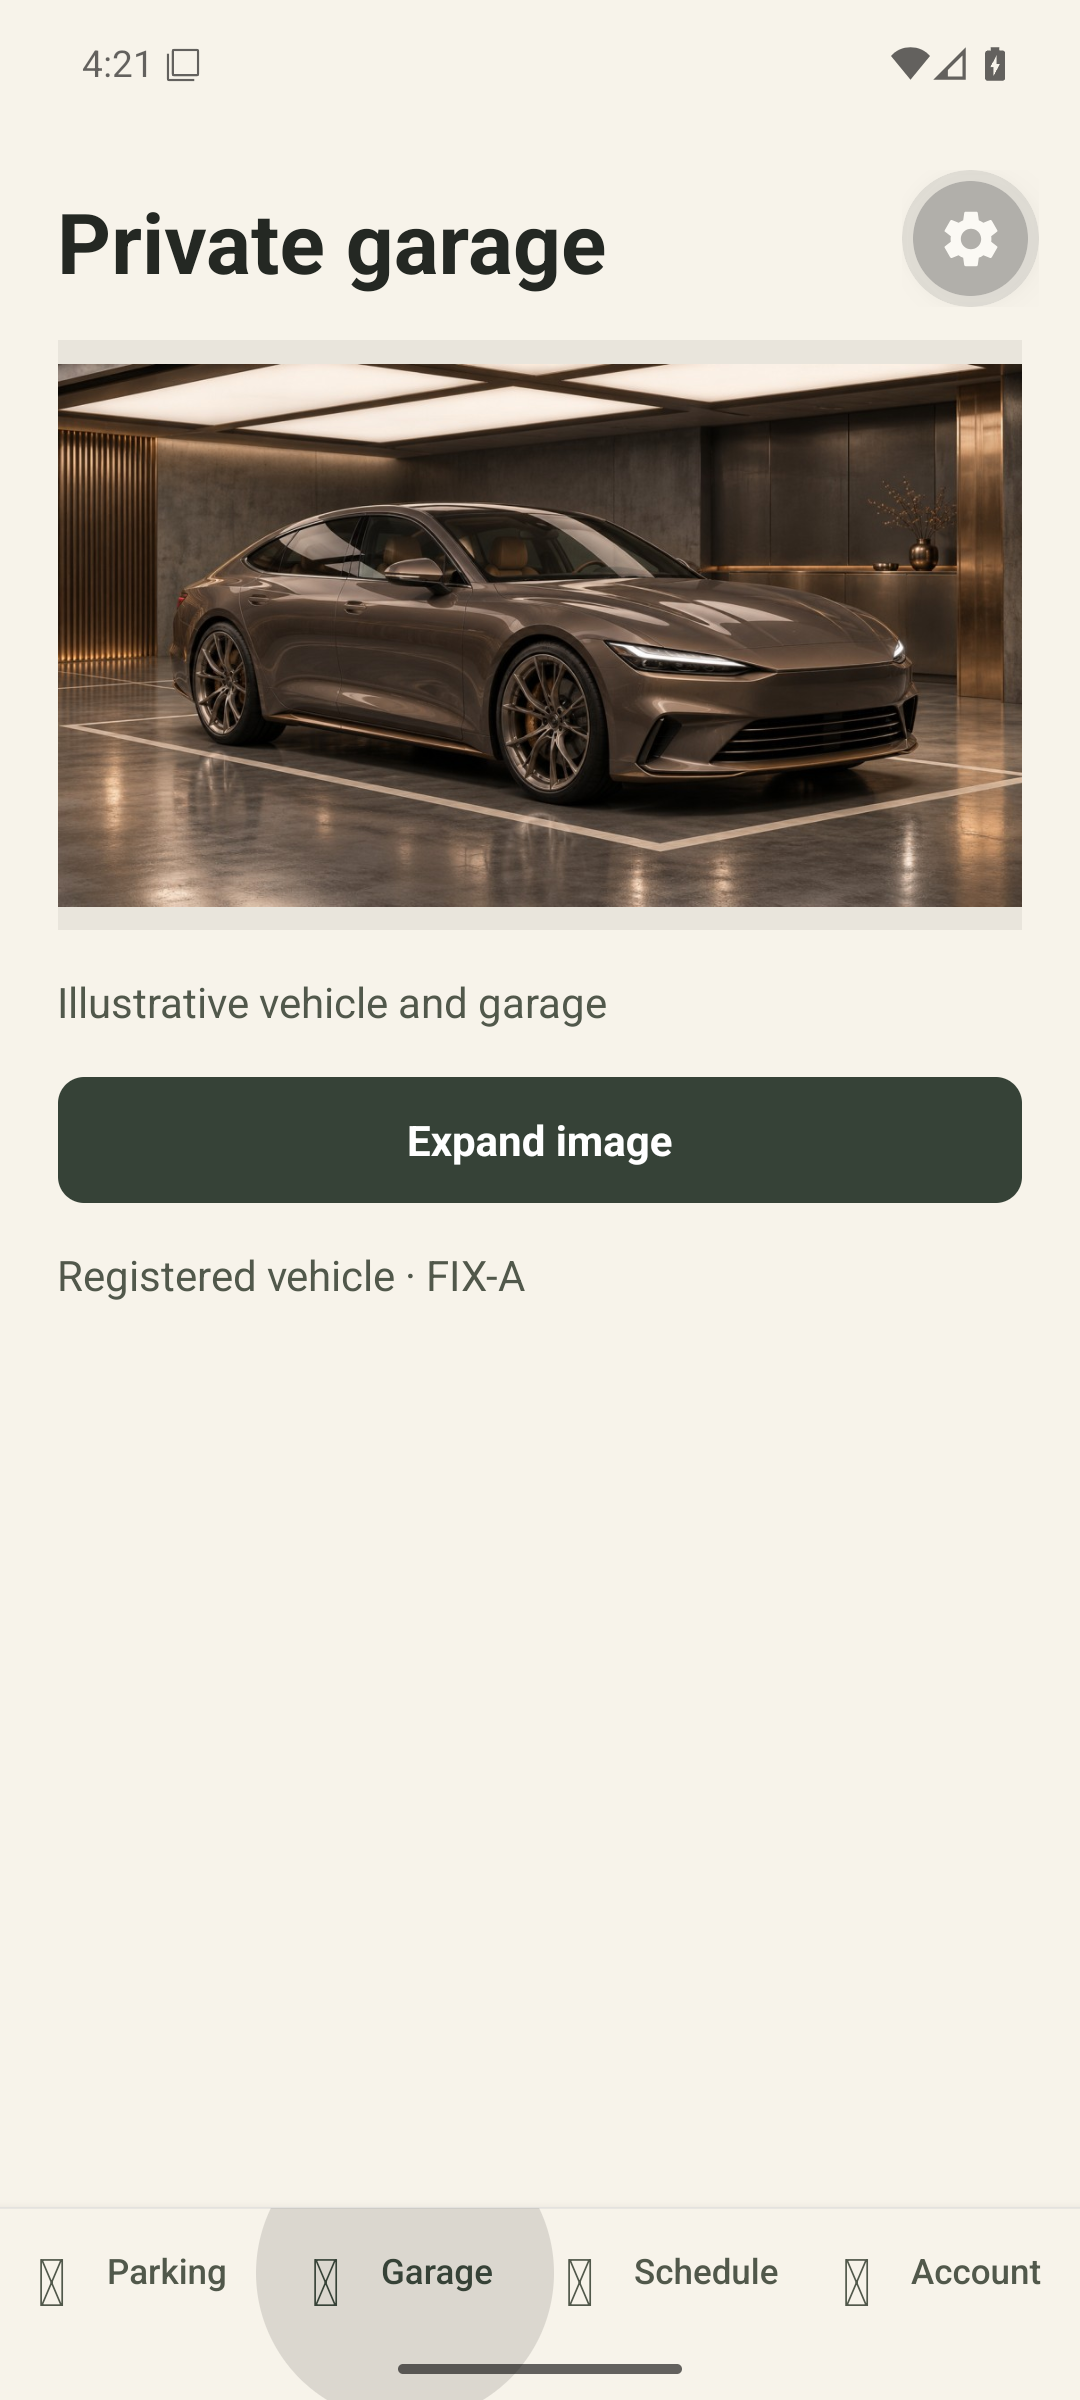 4:21
Private garage
Illustrative vehicle and garage
Expand image
Registered vehicle · FIX-A
Parking
Garage
Schedule
Account